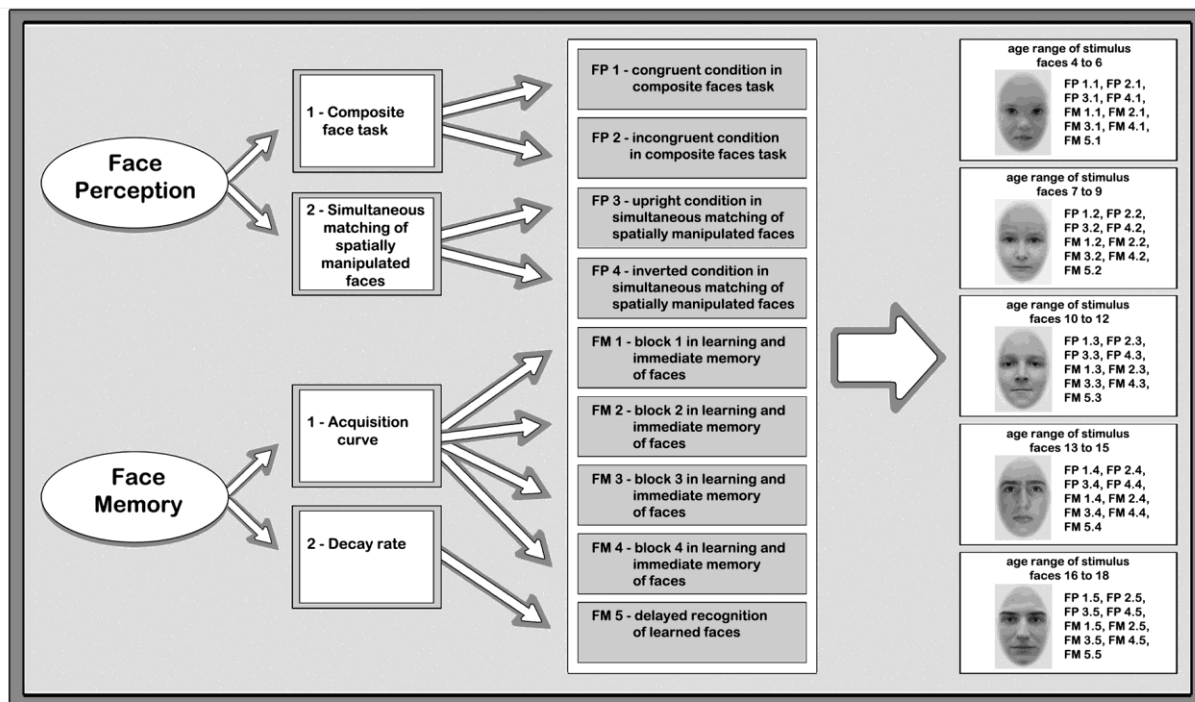 Face
Perception
1 - Composite
face task
2 - Simultaneous
matching of
spatially
manipulated
faces
Face
Memory
1 - Acquisition
curve
2 - Decay rate
FP 1 - congruent condition in
composite faces task
FP 2 - incongruent condition
in composite faces task
FP 3 - upright condition in
simultaneous matching of
spatially manipulated faces
FP 4 - inverted condition in
simultaneous matching of
spatially manipulated faces
FM 1 - block 1 in learning and
immediate memory
of faces
FM 2 - block 2 in learning and
immediate memory
of faces
FM 3 - block 3 in learning and
immediate memory
of faces
FM 4 - block 4 in learning and
immediate memory
of faces
FM 5 - delayed recognition
of learned faces
age range of stimulus
faces 4 to 6
FP 1.1, FP 2.1,
FP 3.1, FP 4.1,
FM 1.1, FM 2.1,
FM 3.1, FM 4.1,
FM 5.1
age range of stimulus
faces 7 to 9
FP 1.2, FP 2.2,
FP 3.2, FP 4.2,
FM 1.2, FM 2.2,
FM 3.2, FM 4.2,
FM 5.2
age range of stimulus
faces 10 to 12
FP 1.3, FP 2.3,
FP 3.3, FP 4.3,
FM 1.3, FM 2.3,
FM 3.3, FM 4.3,
FM 5.3
age range of stimulus
faces 13 to 15
FP 1.4, FP 2.4,
FP 3.4, FP 4.4,
FM 1.4, FM 2.4,
FM 3.4, FM 4.4,
FM 5.4
age range of stimulus
faces 16 to 18
FP 1.5, FP 2.5,
FP 3.5, FP 4.5,
FM 1.5, FM 2.5,
FM 3.5, FM 4.5,
FM 5.5